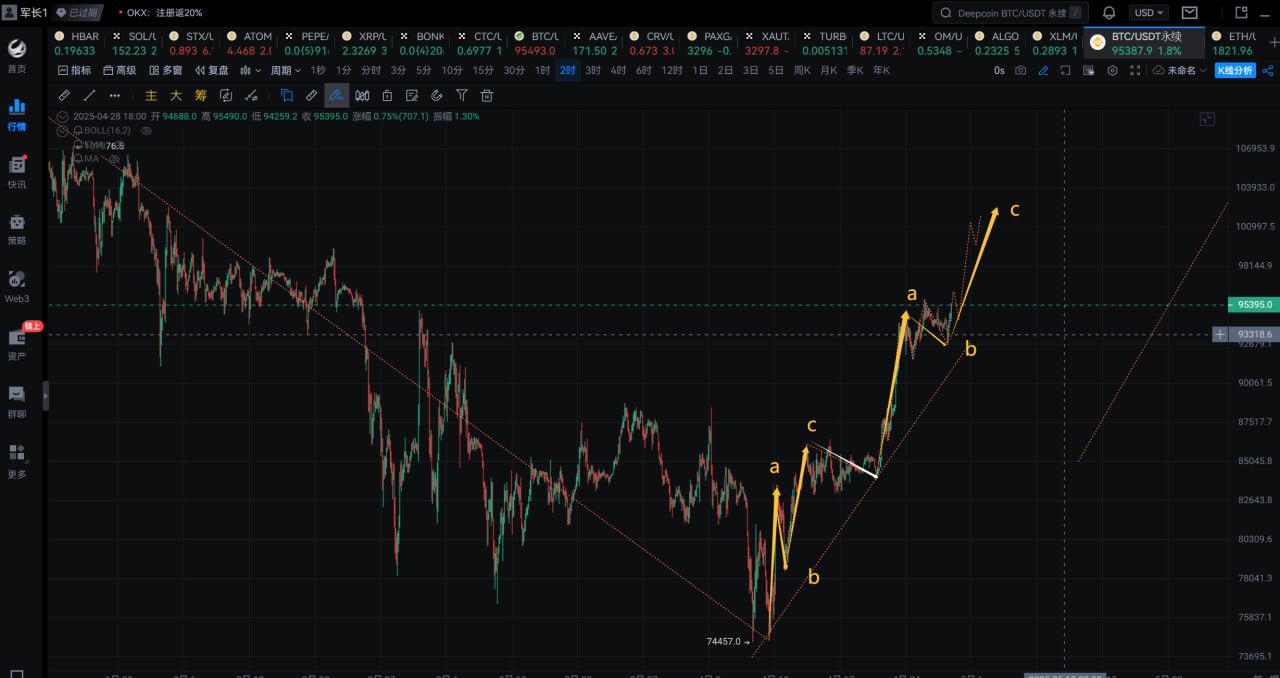 军长1 已过期 • OKX：注册返20% Deepcoin BTC/USDT 永续 / USD
HBAR SOL/U STX/U ATOM PEPE XRP/U BONK CTC/U BTC/U AAVE/ CRV/U PAXG XAUT TURB LTC/U OM/U ALGO XLM/U BTC/USDT永续 ETH/U
0.19633 152.23 2 0.893 6. 4.468 2.0 0.0(5)914 2.3269 3 0.0(4)20 0.6977 1 95493.0 171.50 2 0.673 3.0 3296 -0. 3297.8 - 0.005131 87.19 2. 0.5348 - 0.2325 5 0.2893 1 95387.9 1.8% 1821.96
指标 高级 多窗 复盘 周期 1秒 1分 分时 3分 5分 10分 15分 30分 1时 2时 3时 4时 6时 12时 1日 2日 3日 5日 周K 月K 季K 年K 0s 未命名 K线分析
主 大 筹
2025-04-28 18:00 开 94688.0 高 95490.0 低 94259.2 收 95395.0 涨幅 0.75%(707.1) 振幅 1.30%
BOLL(16,2)
EMA
MA
首页
行情
快讯
策略
Web3
链上
资产
群聊
更多
a
b
c
a
b
c
74457.0
106953.9
103933.0
100997.5
98144.9
95395.0
93318.6
92679.1
90061.5
87517.7
85045.8
82643.8
80309.6
78041.3
75837.1
73695.1